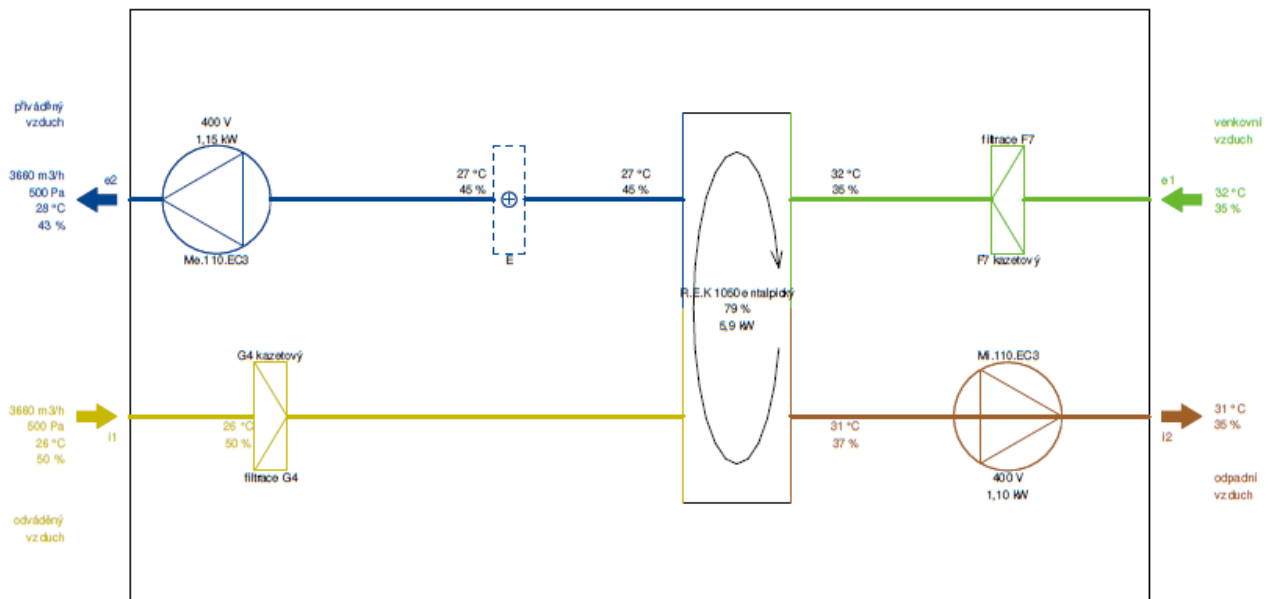 přiváděný
vzduch
400 V
1,15 kW
filtrace F7
venkovní
vzduch
3660 m3/h
500 Pa
28 °C
43 %
e2
27 °C
45 %
27 °C
45 %
32 °C
35 %
e1
32 °C
35 %
Me.110.EC3
E
F7 kazetový
R.E.K 1050 entalpický
79 %
5,9 kW
G4 kazetový
Mi.110.EC3
3660 m3/h
500 Pa
26 °C
50 %
i1
26 °C
50 %
31 °C
37 %
i2
31 °C
35 %
filtrace G4
400 V
1,10 kW
odpadní
vzduch
odváděný
vzduch